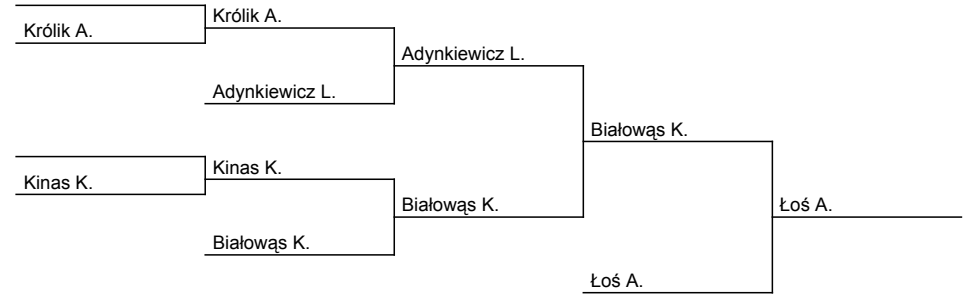 Królik A.
Królik A.
Adynkiewicz L.
Adynkiewicz L.
Białowąs K.
Kinas K.
Kinas K.
Białowąs K.
Łoś A.
Białowąs K.
Łoś A.